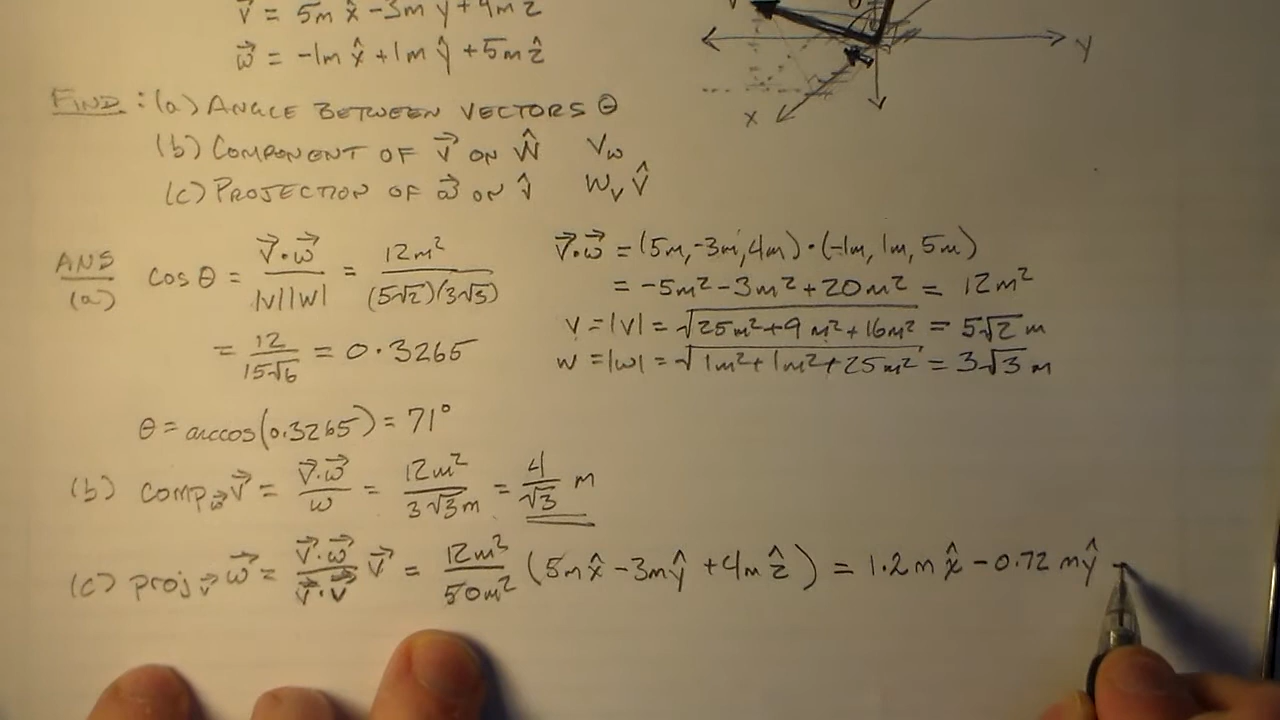 v⃗ = 5m x̂ - 3m ŷ + 4m ẑ
w⃗ = -1m x̂ + 1m ŷ + 5m ẑ
y
x
FIND: (a) ANGLE BETWEEN VECTORS θ
(b) COMPONENT OF v⃗ ON ŵ V_w
(c) PROJECTION OF w⃗ ON v̂ W_v v̂
ANS (a) cos θ = v⃗·w⃗ / |v||w| = 12m² / (5√2)(3√3)
= 12 / 15√6 = 0.3265
v⃗·w⃗ = (5m, -3m, 4m)·(-1m, 1m, 5m)
= -5m² - 3m² + 20m² = 12m²
v = |v| = √(25m² + 9m² + 16m²) = 5√2 m
w = |w| = √(1m² + 1m² + 25m²) = 3√3 m
θ = arccos(0.3265) = 71°
(b) comp_w⃗ v⃗ = v⃗·w⃗ / w = 12m² / 3√3m = 4/√3 m
(c) proj_v⃗ w⃗ = v⃗·w⃗ / v⃗·v⃗ v⃗ = 12m² / 50m² (5m x̂ - 3m ŷ + 4m ẑ) = 1.2m x̂ - 0.72 m ŷ